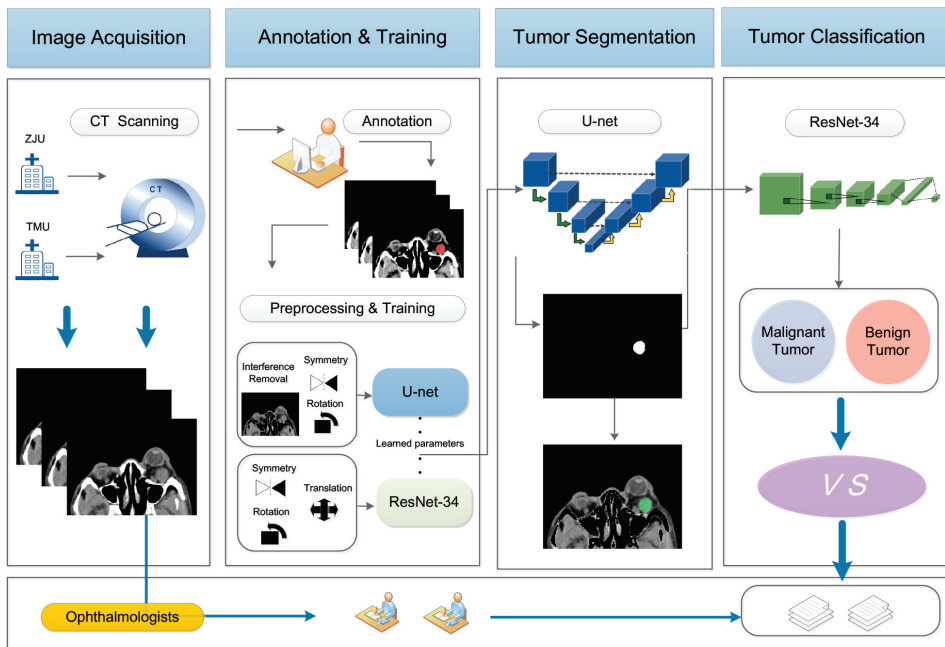 Image Acquisition
Annotation & Training
Tumor Segmentation
Tumor Classification
CT Scanning
ZJU
CT
TMU
Annotation
Preprocessing & Training
Interference
Removal
Symmetry
Rotation
U-net
Learned parameters
Symmetry
Translation
Rotation
ResNet-34
U-net
ResNet-34
Malignant
Tumor
Benign
Tumor
VS
Ophthalmologists